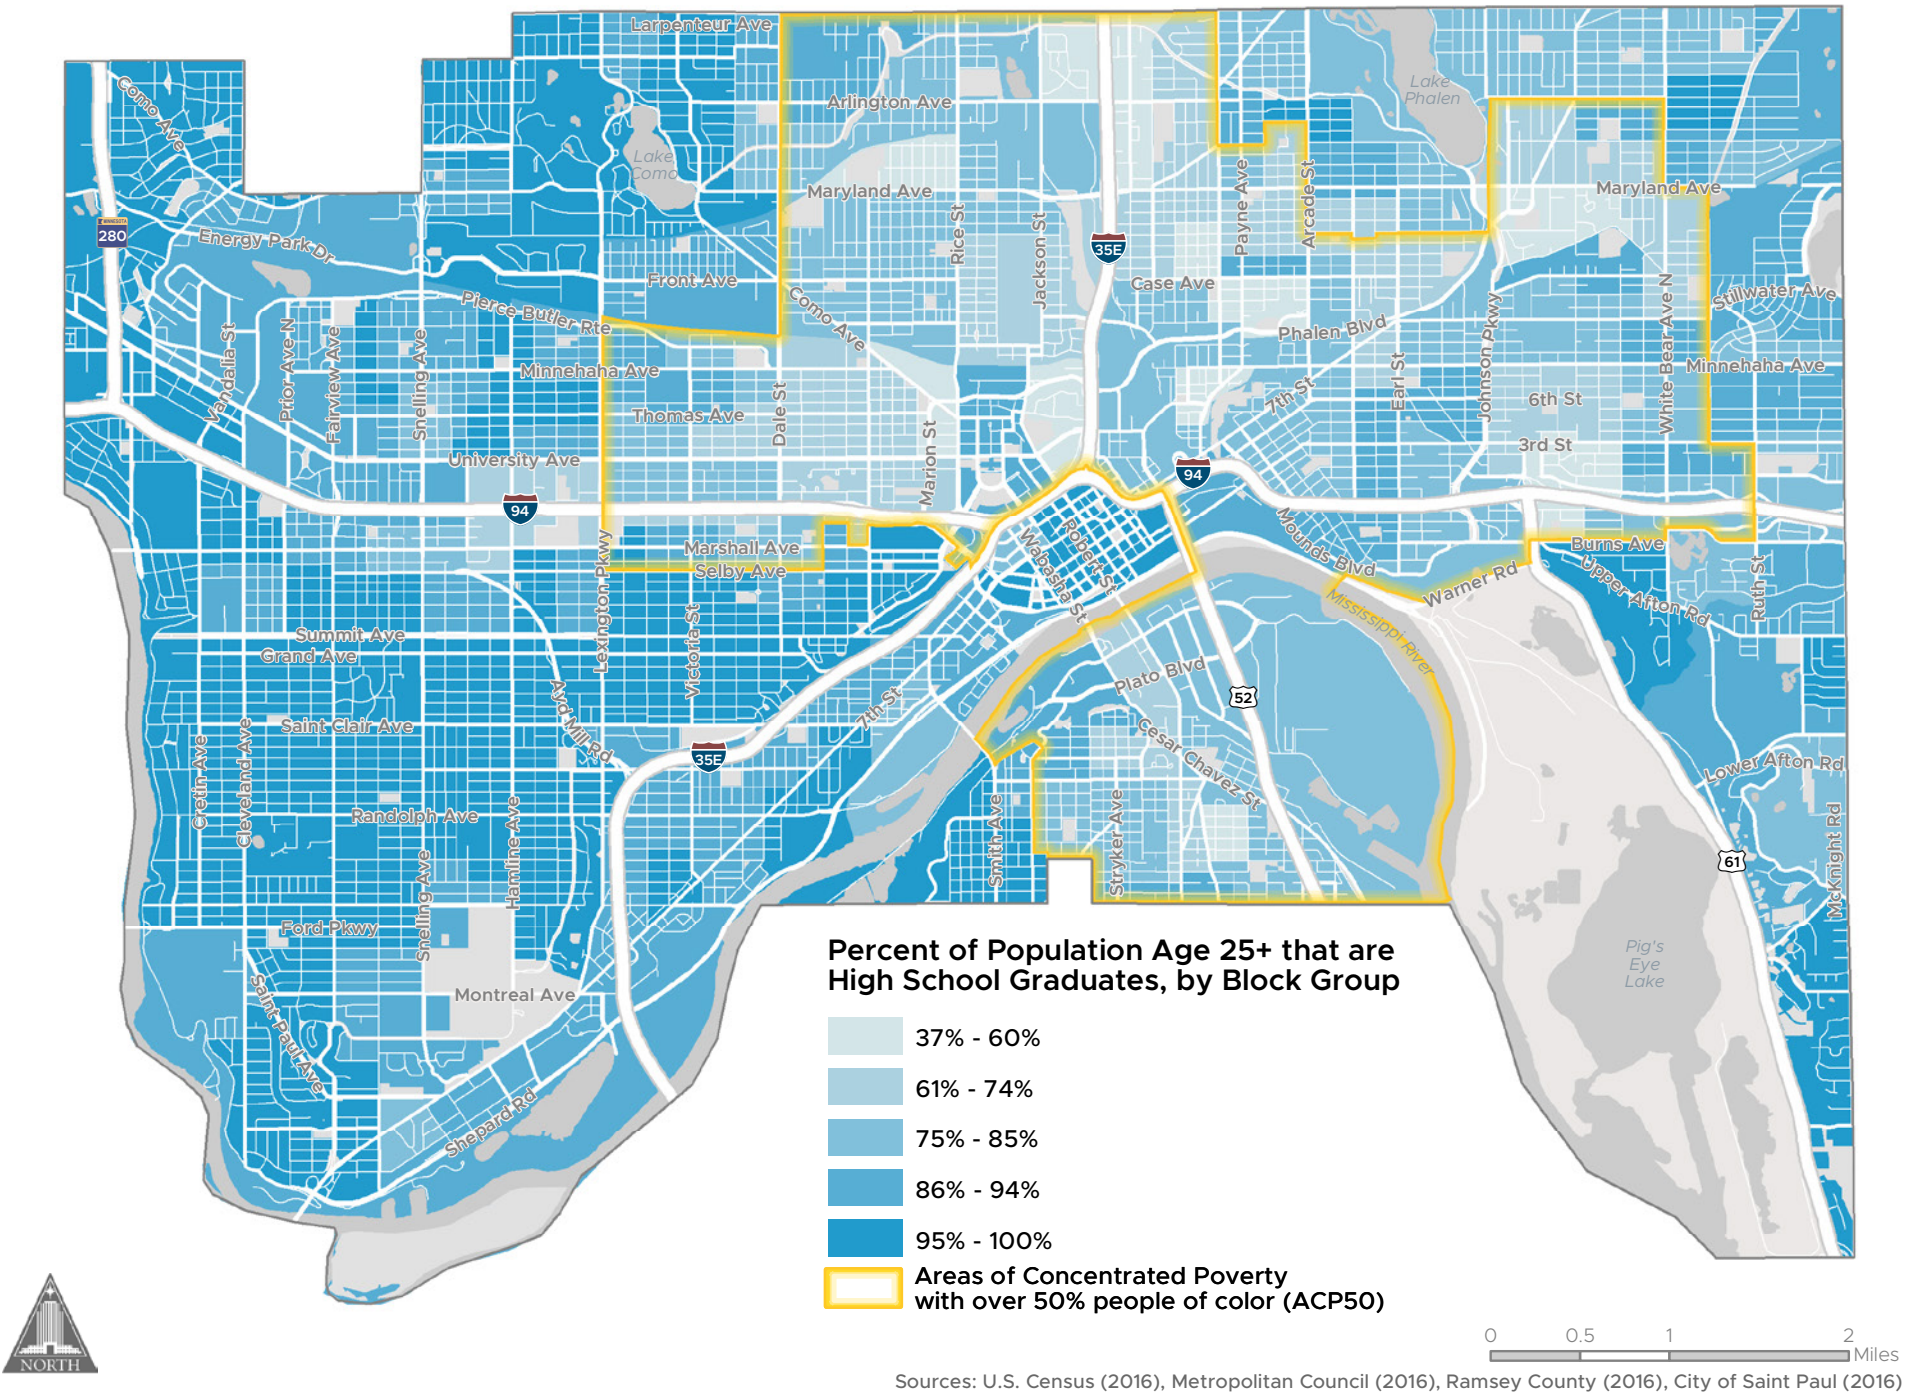 Larpenteur Ave
Como Ave
Arlington Ave
Lake
Phalen
Lake
Como
Maryland Ave
Maryland Ave
MINNESOTA
280
Energy Park Dr
Rice St
Jackson St
35E
Payne Ave
Arcade St
Front Ave
Case Ave
Pierce Butler Rte
Como Ave
Phalen Blvd
Stillwater Ave
Vandalia St
Prior Ave N
Fairview Ave
Snelling Ave
Minnehaha Ave
Minnehaha Ave
Thomas Ave
Dale St
Marion St
7th St
Earl St
Johnson Pkwy
6th St
White Bear Ave N
3rd St
University Ave
94
94
Lexington Pkwy
Marshall Ave
Selby Ave
Wabasha St
Robert St
Mounds Blvd
Burns Ave
Warner Rd
Upper Afton Rd
Ruth St
Mississippi River
Summit Ave
Grand Ave
Victoria St
Ayd Mill Rd
7th St
Plato Blvd
52
Saint Clair Ave
35E
Cesar Chavez St
Lower Afton Rd
Cretin Ave
Cleveland Ave
Randolph Ave
Hamline Ave
Snelling Ave
Smith Ave
Stryker Ave
McKnight Rd
61
Ford Pkwy
Saint Paul Ave
Montreal Ave
Shepard Rd
Pig's
Eye
Lake
Percent of Population Age 25+ that are
High School Graduates, by Block Group
37% - 60%
61% - 74%
75% - 85%
86% - 94%
95% - 100%
Areas of Concentrated Poverty
with over 50% people of color (ACP50)
NORTH
0 0.5 1 2
Miles
Sources: U.S. Census (2016), Metropolitan Council (2016), Ramsey County (2016), City of Saint Paul (2016)